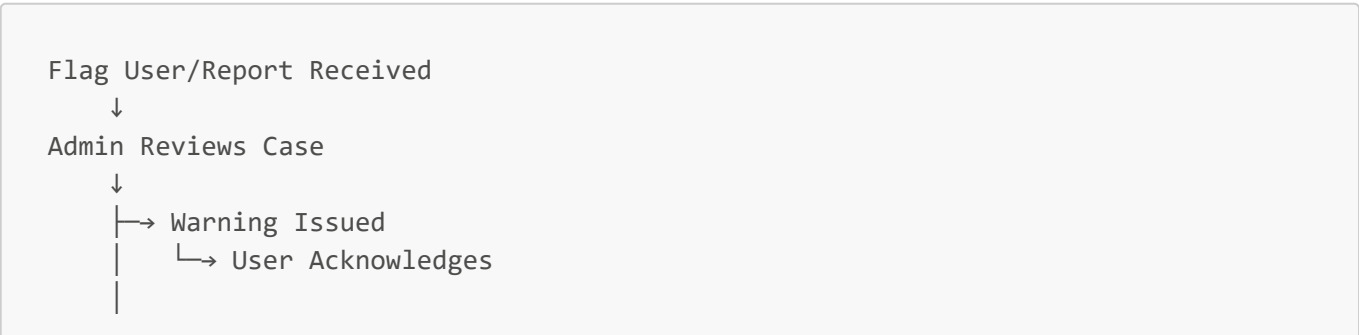 Flag User/Report Received
    ↓
Admin Reviews Case
    ↓
    ├─→ Warning Issued
    │   └─→ User Acknowledges
    │